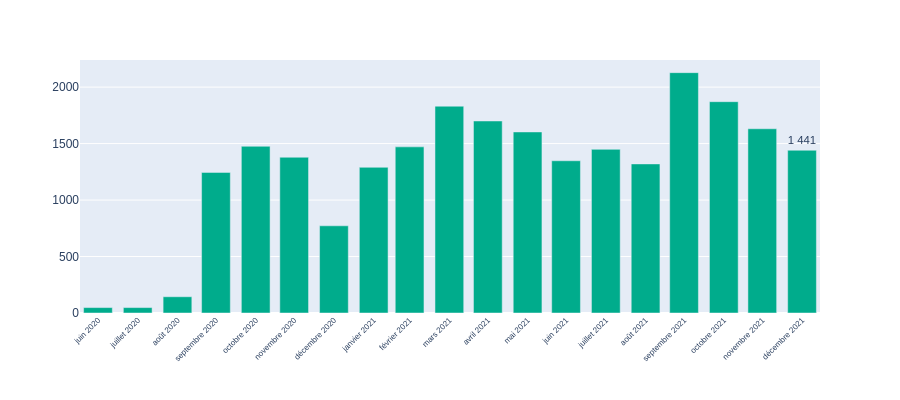 2000
1500
1000
500
0
1 441
juin 2020
juillet 2020
août 2020
septembre 2020
octobre 2020
novembre 2020
décembre 2020
janvier 2021
février 2021
mars 2021
avril 2021
mai 2021
juin 2021
juillet 2021
août 2021
septembre 2021
octobre 2021
novembre 2021
décembre 2021